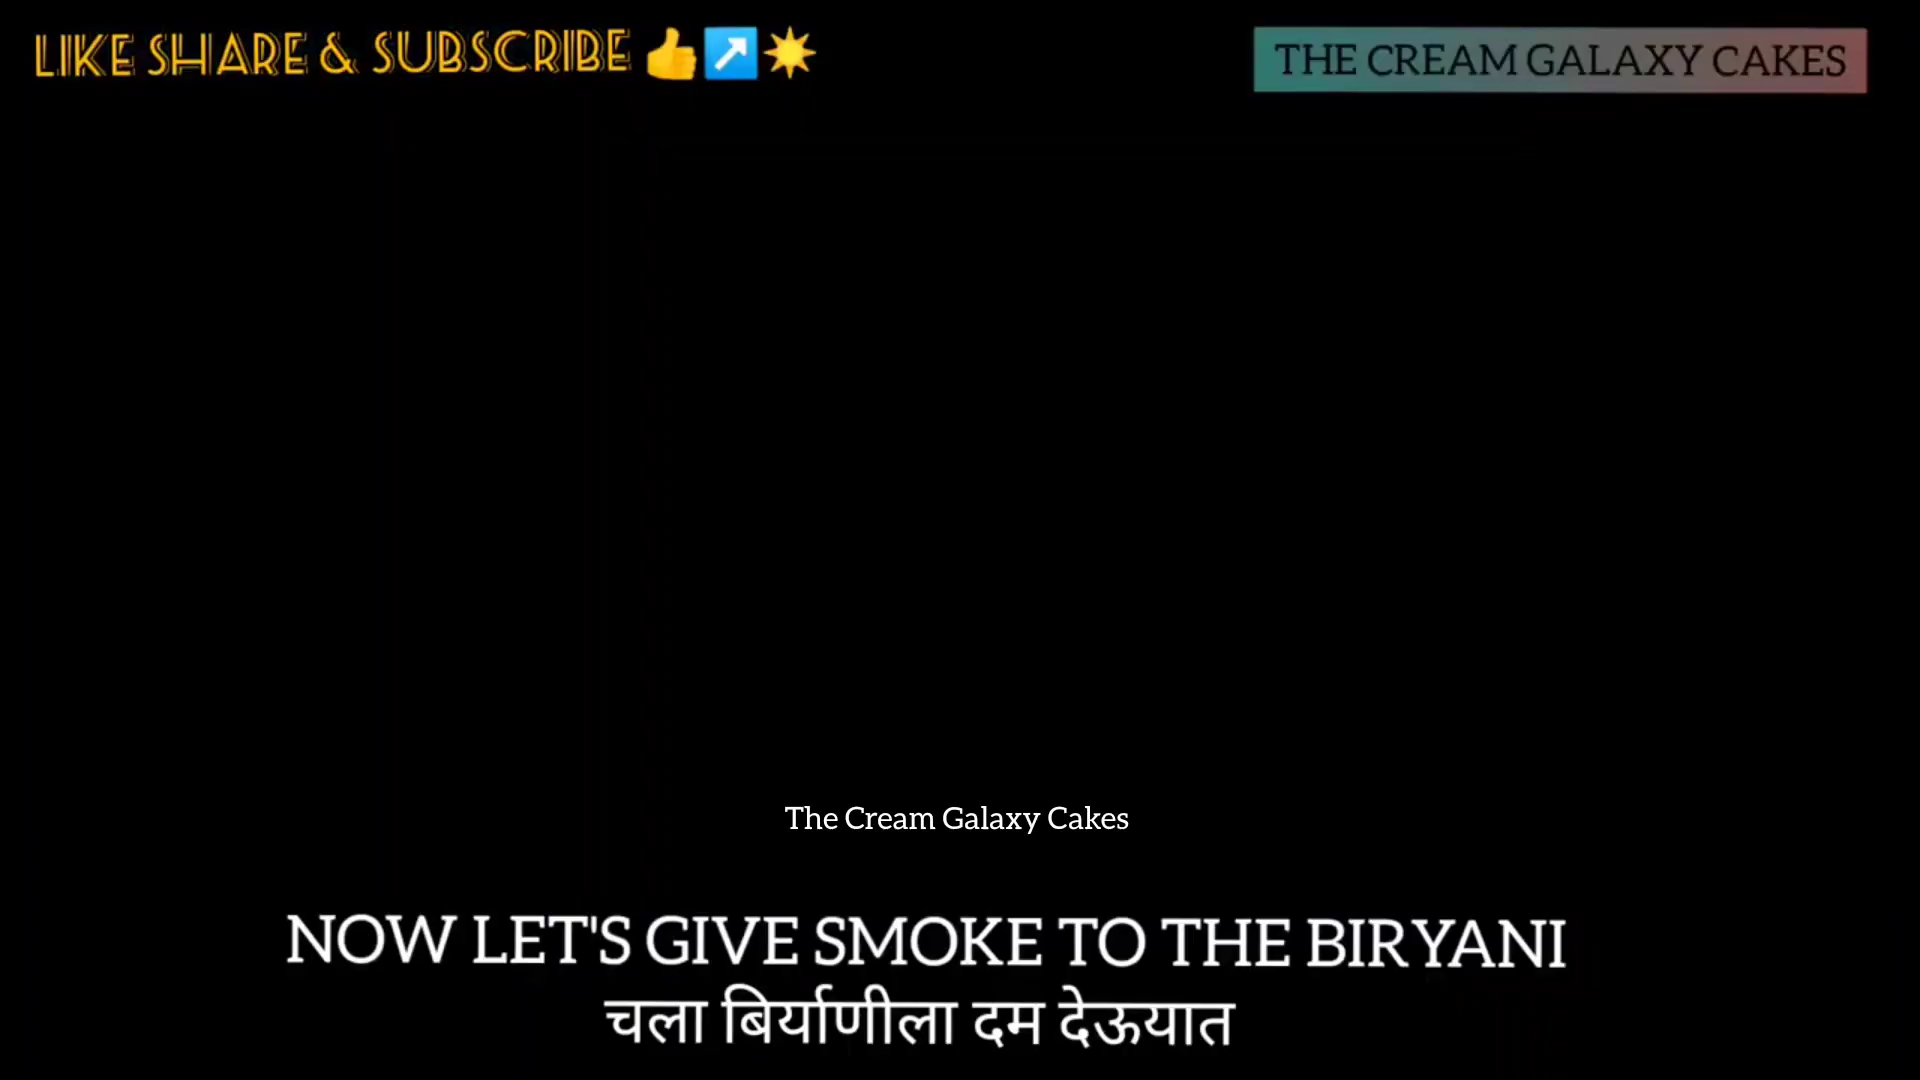 LIKE SHARE & SUBSCRIBE 👍↗️☀️
THE CREAM GALAXY CAKES
The Cream Galaxy Cakes
NOW LET'S GIVE SMOKE TO THE BIRYANI
चला बिर्याणीला दम देऊयात